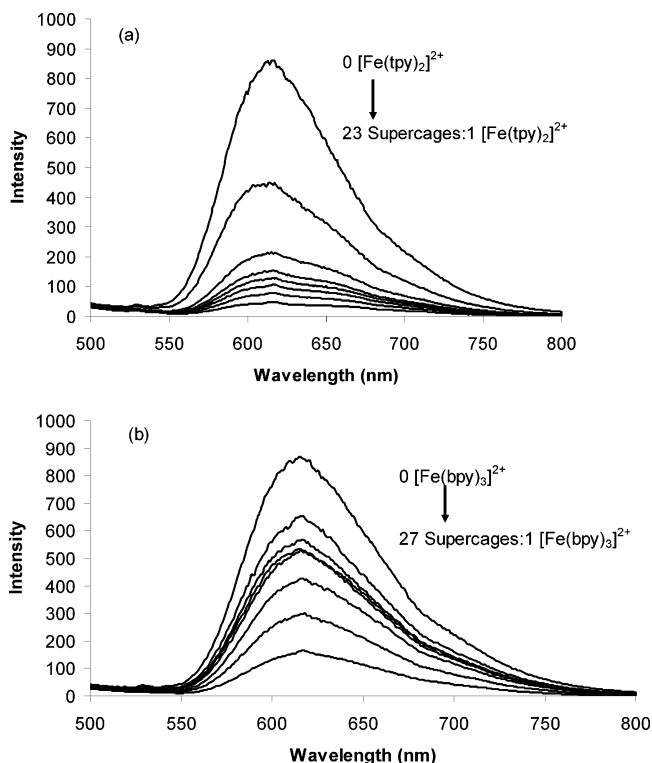 (a)
1000
900
800
700
600
500
400
300
200
100
0
Intensity
0 [Fe(tpy)₂]²⁺
23 Supercages:1 [Fe(tpy)₂]²⁺
500 550 600 650 700 750 800
Wavelength (nm)
(b)
1000
900
800
700
600
500
400
300
200
100
0
Intensity
0 [Fe(bpy)₃]²⁺
27 Supercages:1 [Fe(bpy)₃]²⁺
500 550 600 650 700 750 800
Wavelength (nm)